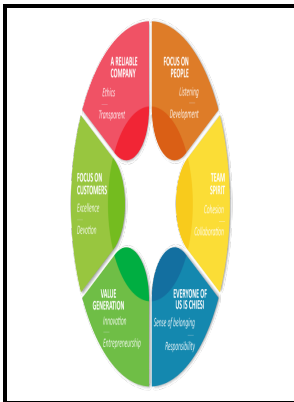 A RELIABLE
COMPANY
Ethics
Transparent
FOCUS ON
PEOPLE
Listening
Development
TEAM
SPIRIT
Cohesion
Collaboration
EVERYONE OF
US IS CHIESI
Sense of belonging
Responsibility
VALUE
GENERATION
Innovation
Entrepreneurship
FOCUS ON
CUSTOMERS
Excellence
Devotion